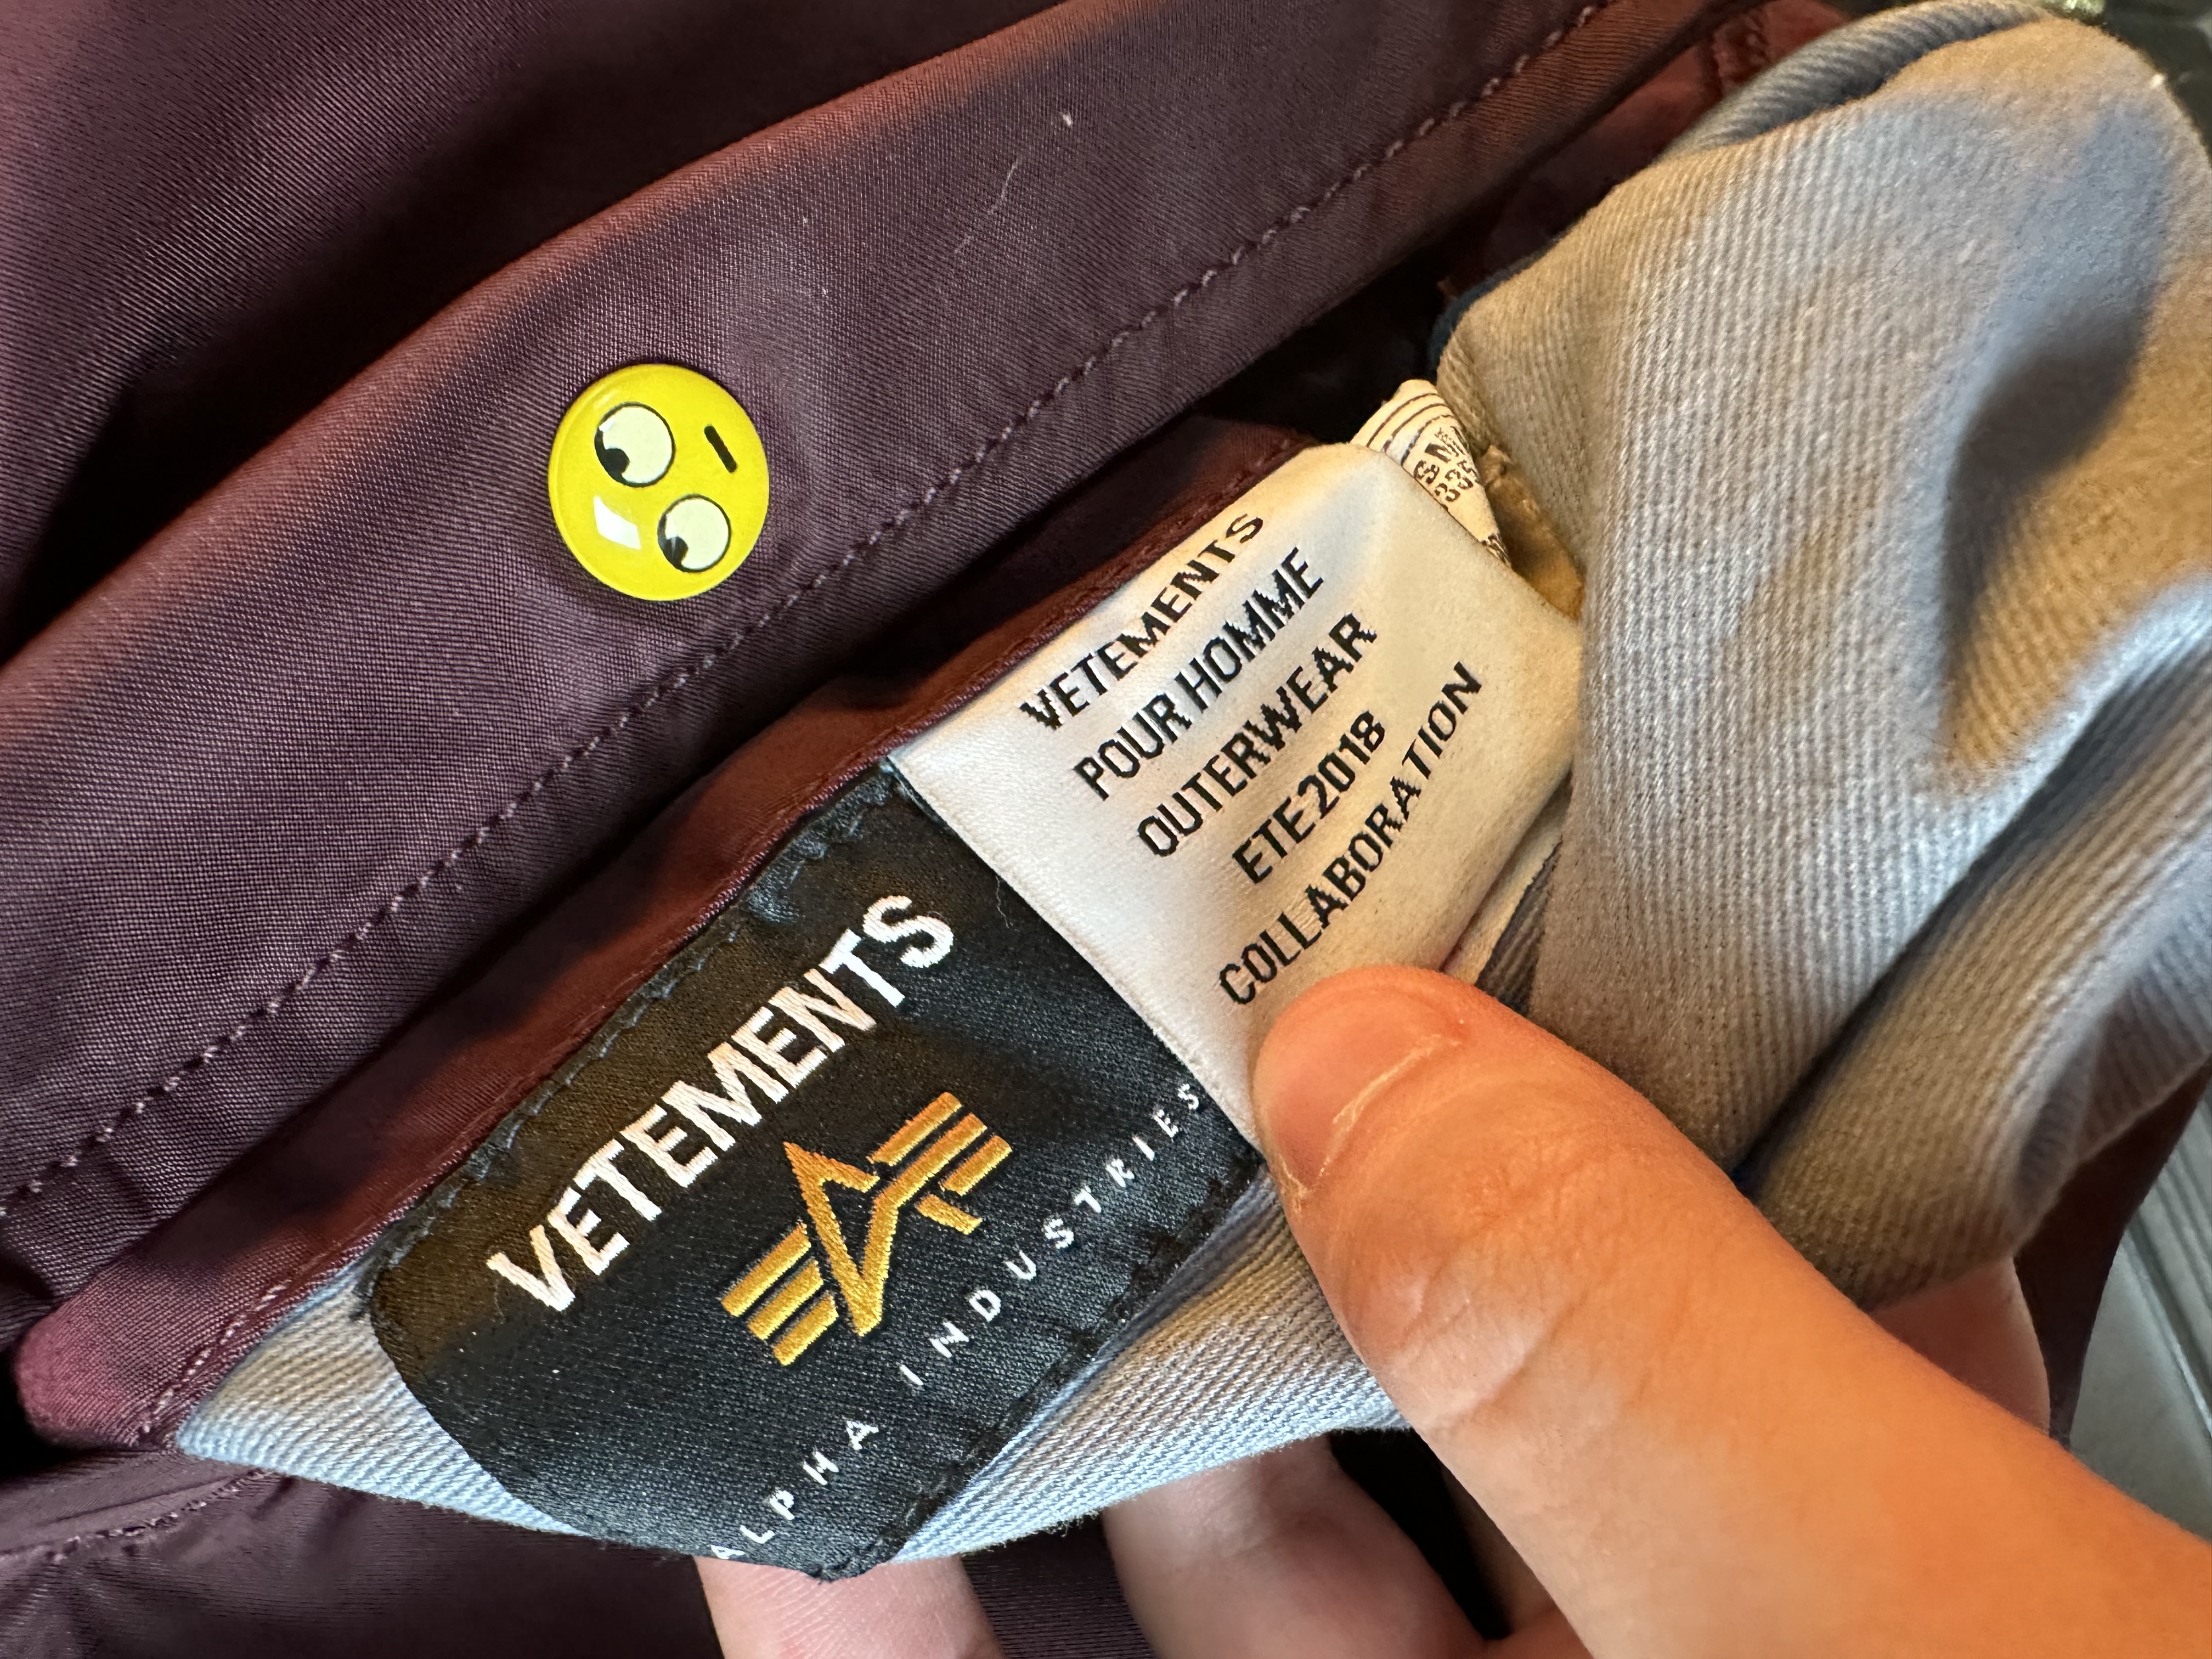 VETEMENTS
POUR HOMME
OUTERWEAR
ETE2018
COLLABORATION
VETEMENTS
ALPHA INDUSTRIES